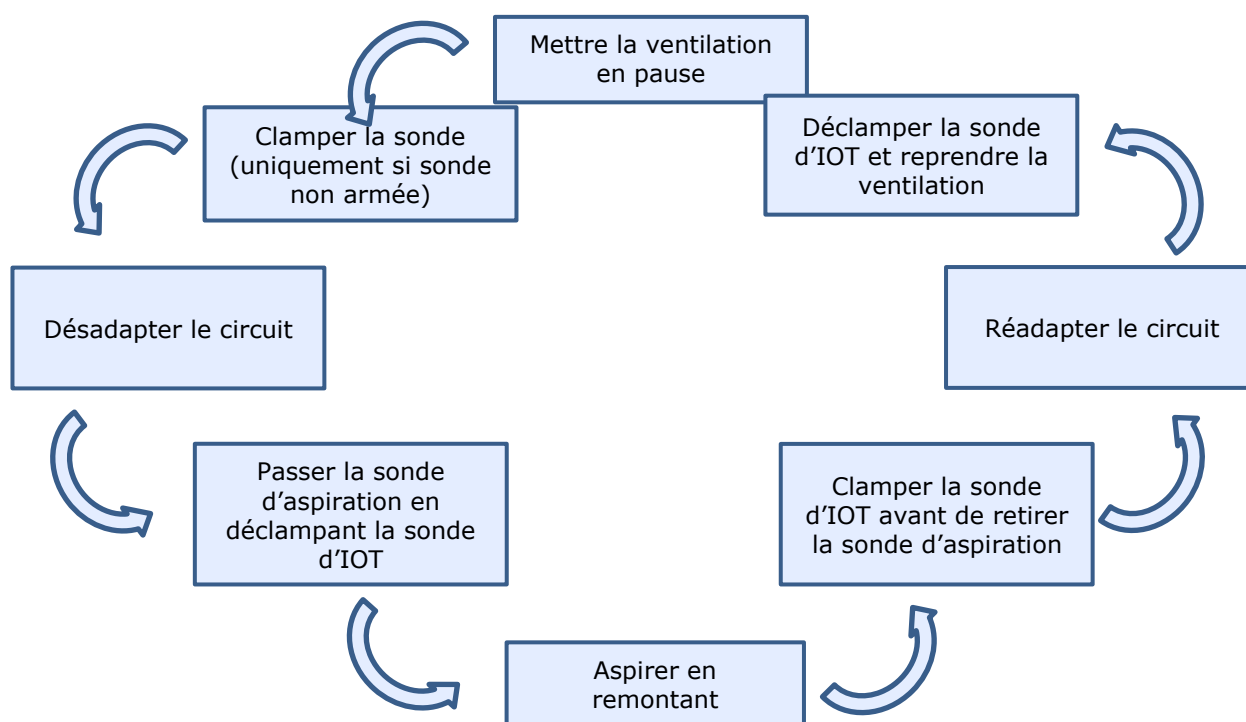 Mettre la ventilation
en pause
Clamper la sonde
(uniquement si sonde
non armée)
Désadapter le circuit
Passer la sonde
d’aspiration en
déclampant la sonde
d’IOT
Aspirer en
remontant
Clamper la sonde
d’IOT avant de retirer
la sonde d’aspiration
Réadapter le circuit
Déclamper la sonde
d’IOT et reprendre la
ventilation